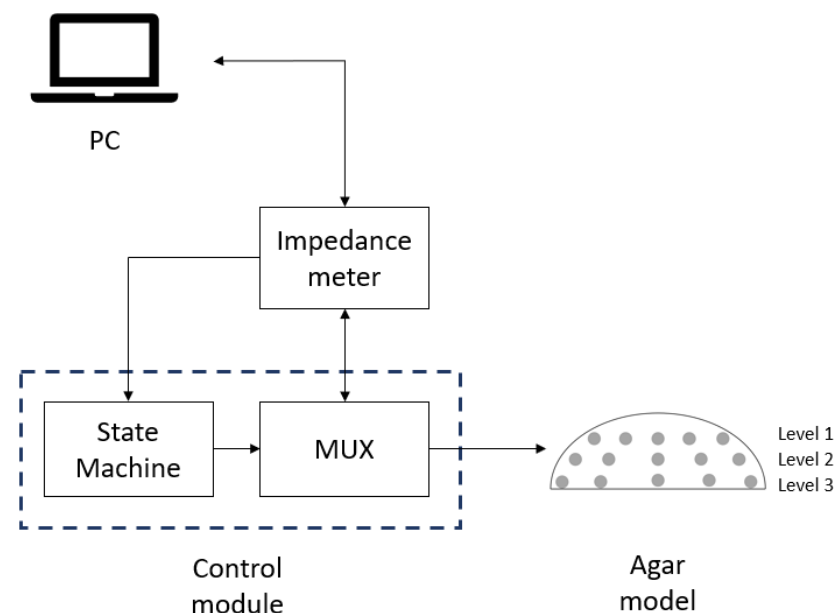 PC
Impedance
meter
State
Machine
MUX
Level 1
Level 2
Level 3
Control
module
Agar
model